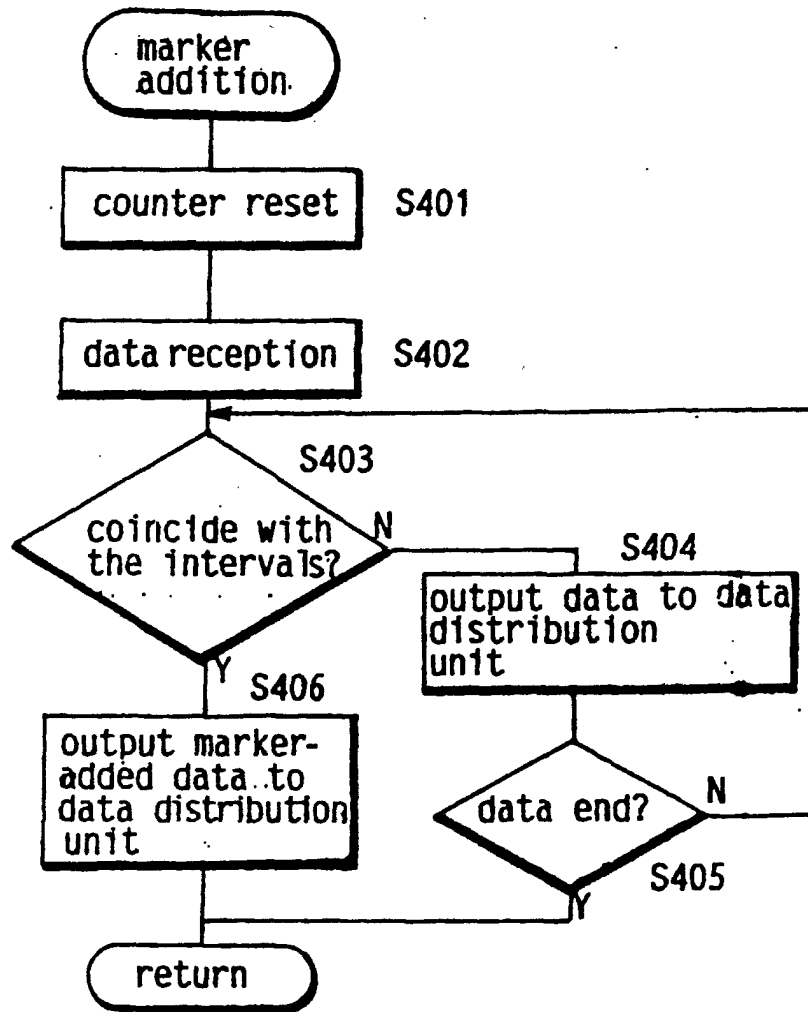 marker
addition
counter reset S401
data reception S402
S403
coincide with
the intervals?
N
S404
output data to data
distribution
unit
Y
S406
output marker-
added data to
data distribution
unit
data end?
N
S405
Y
return